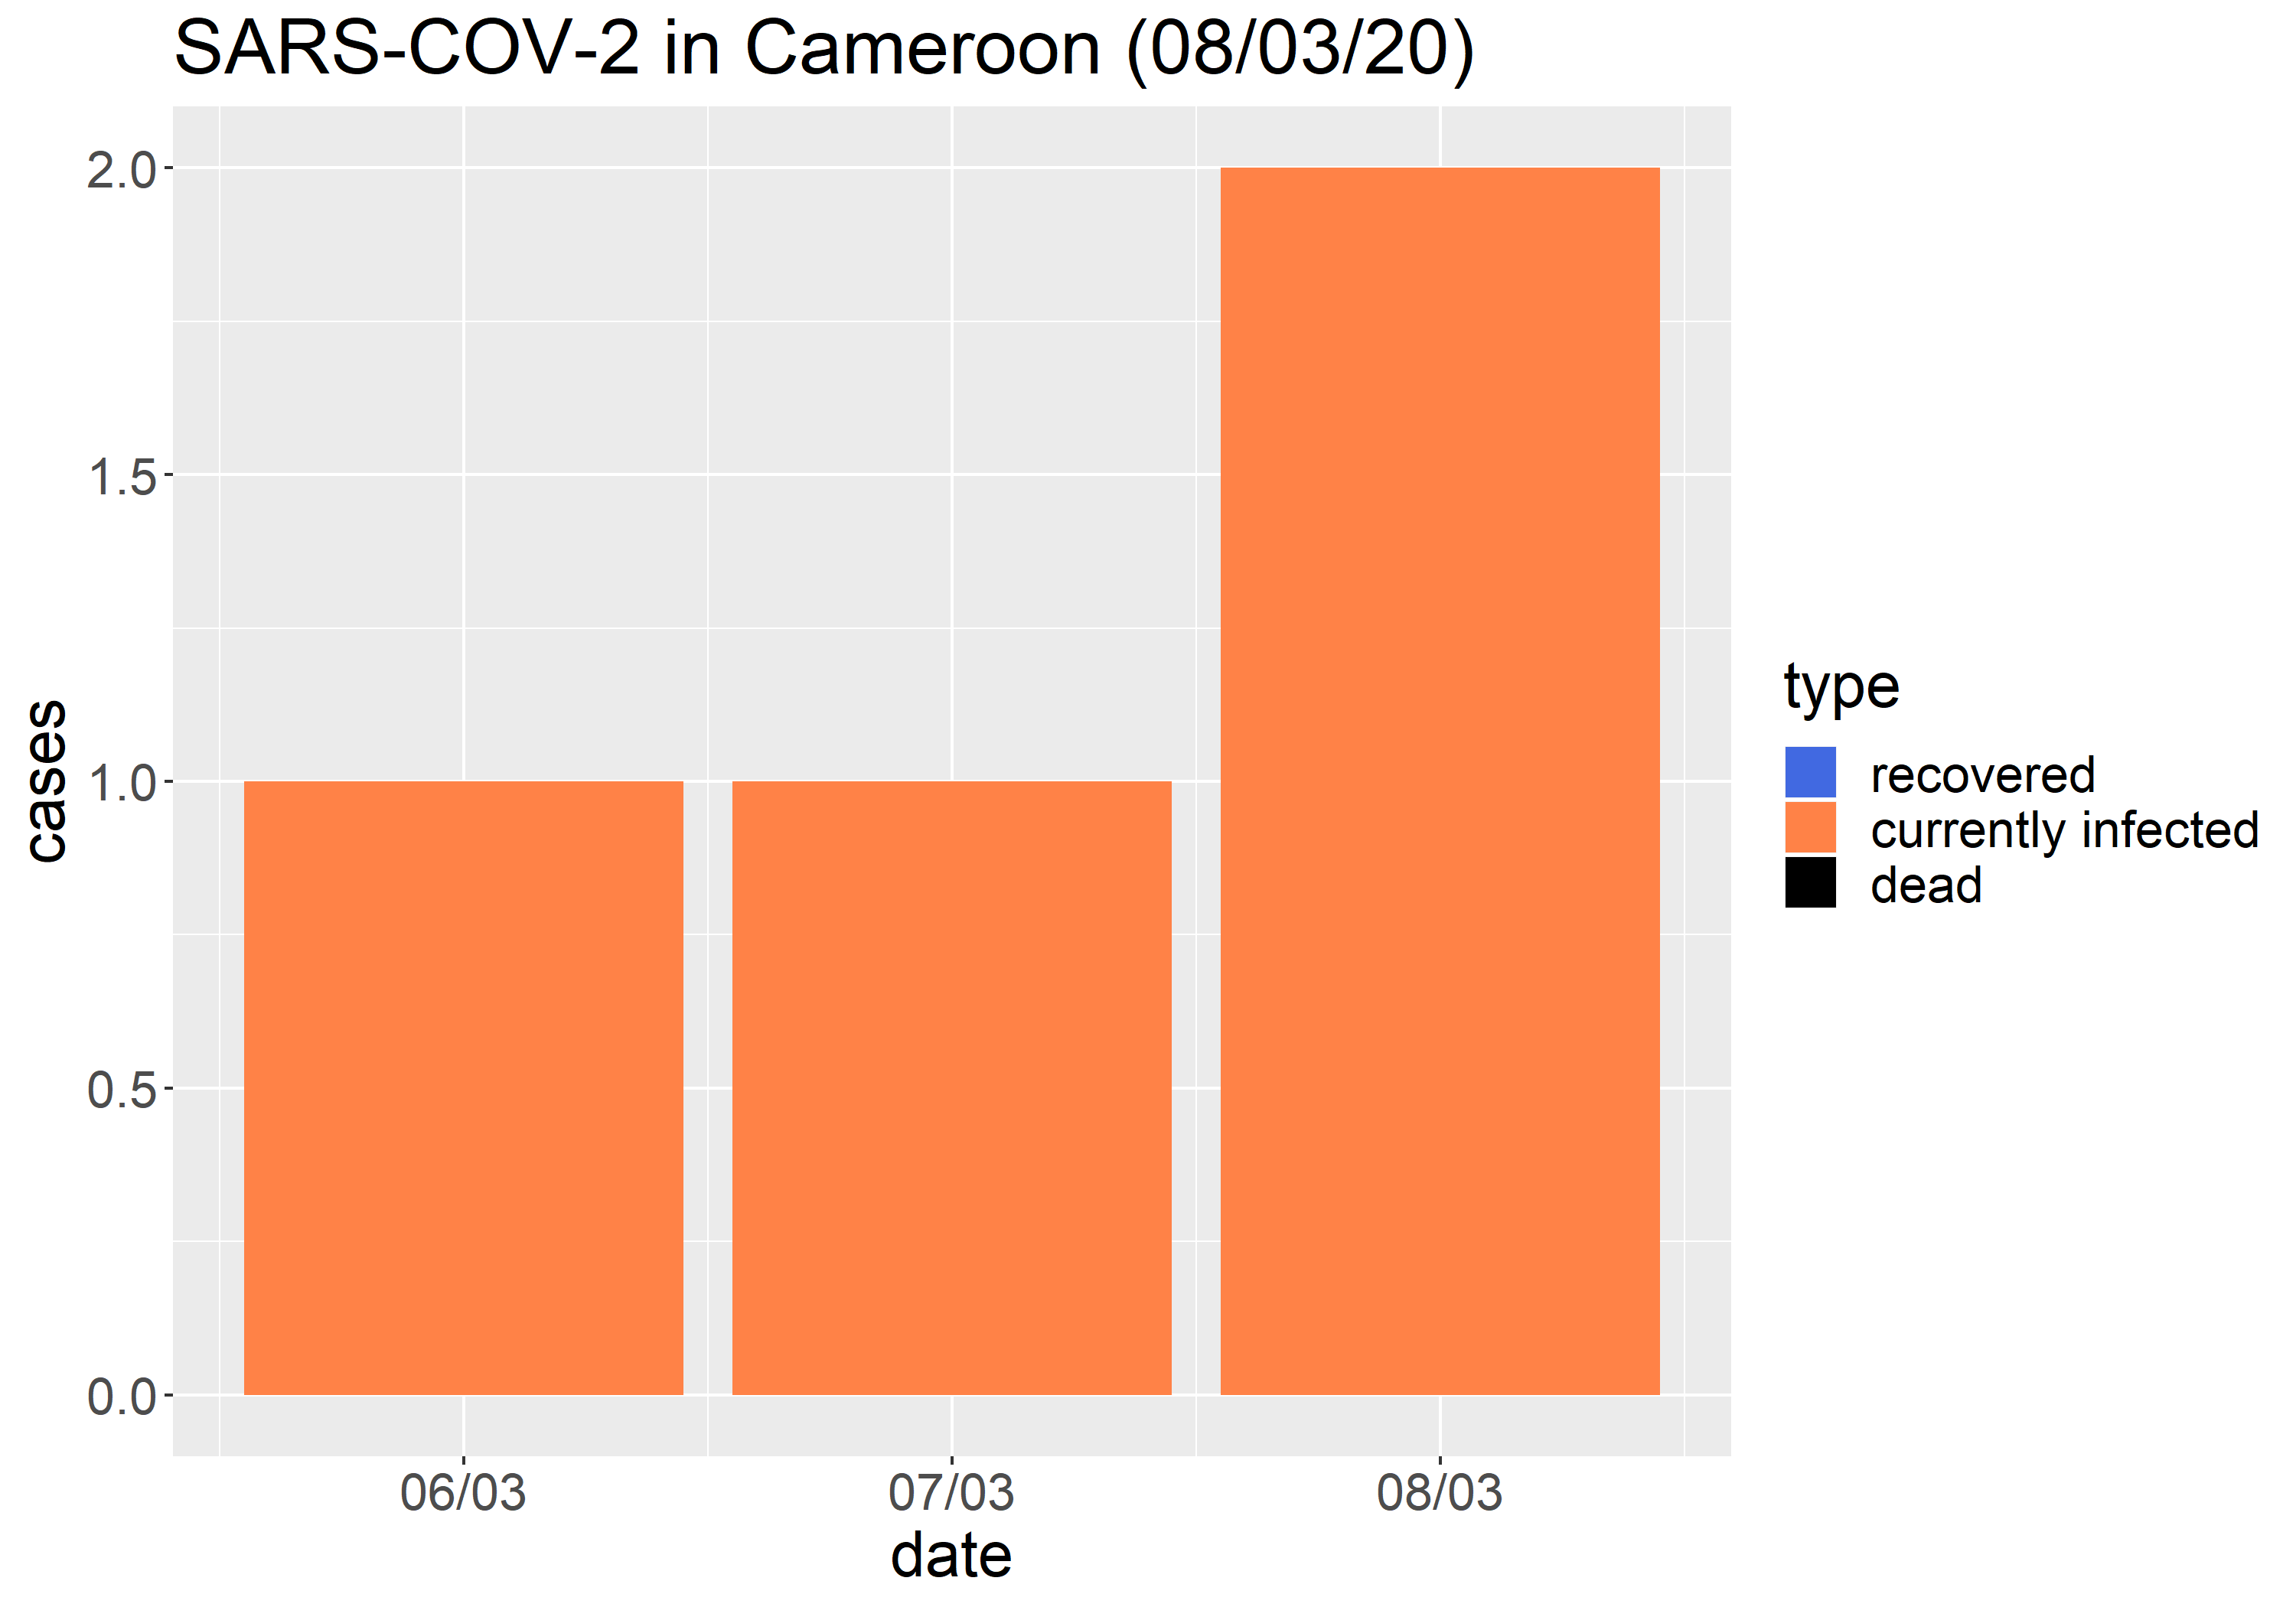 SARS-COV-2 in Cameroon (08/03/20)
2.0
1.5
1.0
0.5
0.0
cases
06/03 07/03 08/03
date
type
recovered
currently infected
dead